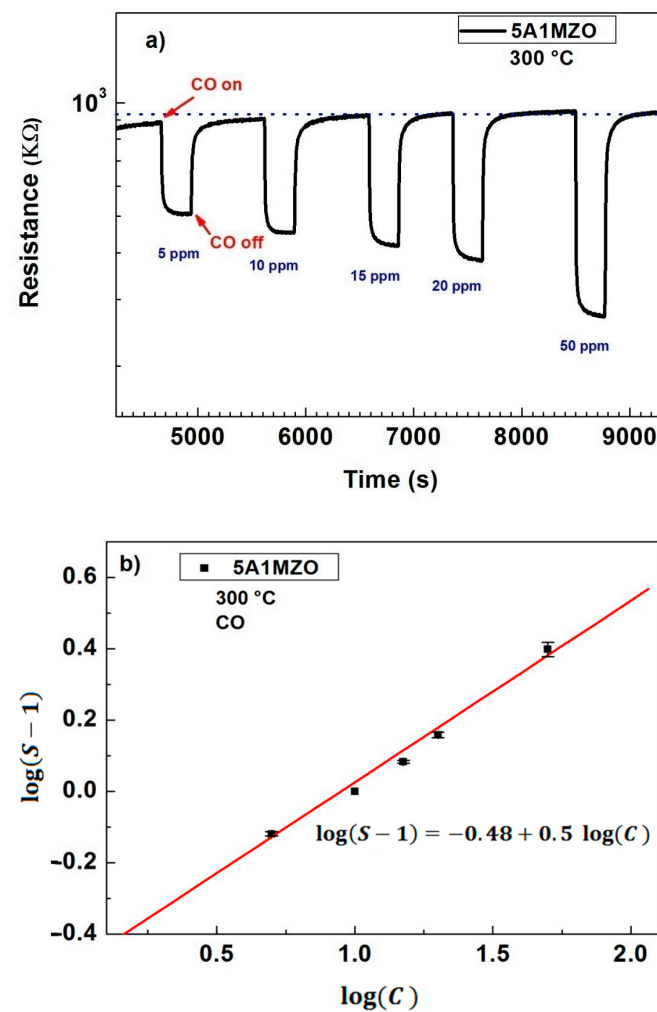 a)
5A1MZO
300 °C
CO on
10³
CO off
5 ppm
10 ppm
15 ppm
20 ppm
50 ppm
Resistance (KΩ)
5000 6000 7000 8000 9000
Time (s)
b)
5A1MZO
300 °C
CO
0.6
0.4
0.2
0.0
−0.2
−0.4
log(S − 1)
log(S − 1) = −0.48 + 0.5 log(C)
0.5 1.0 1.5 2.0
log(C)